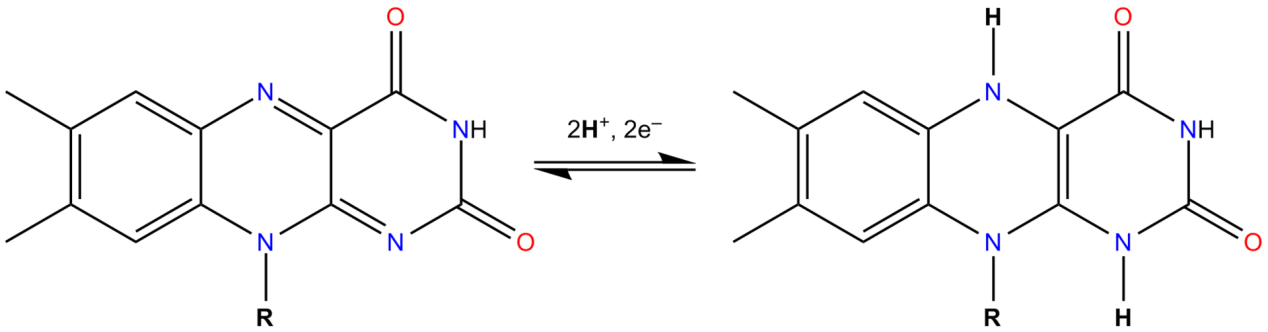 O H O
N N
NH 2H⁺, 2e⁻ NH
N N O N N O
R R H